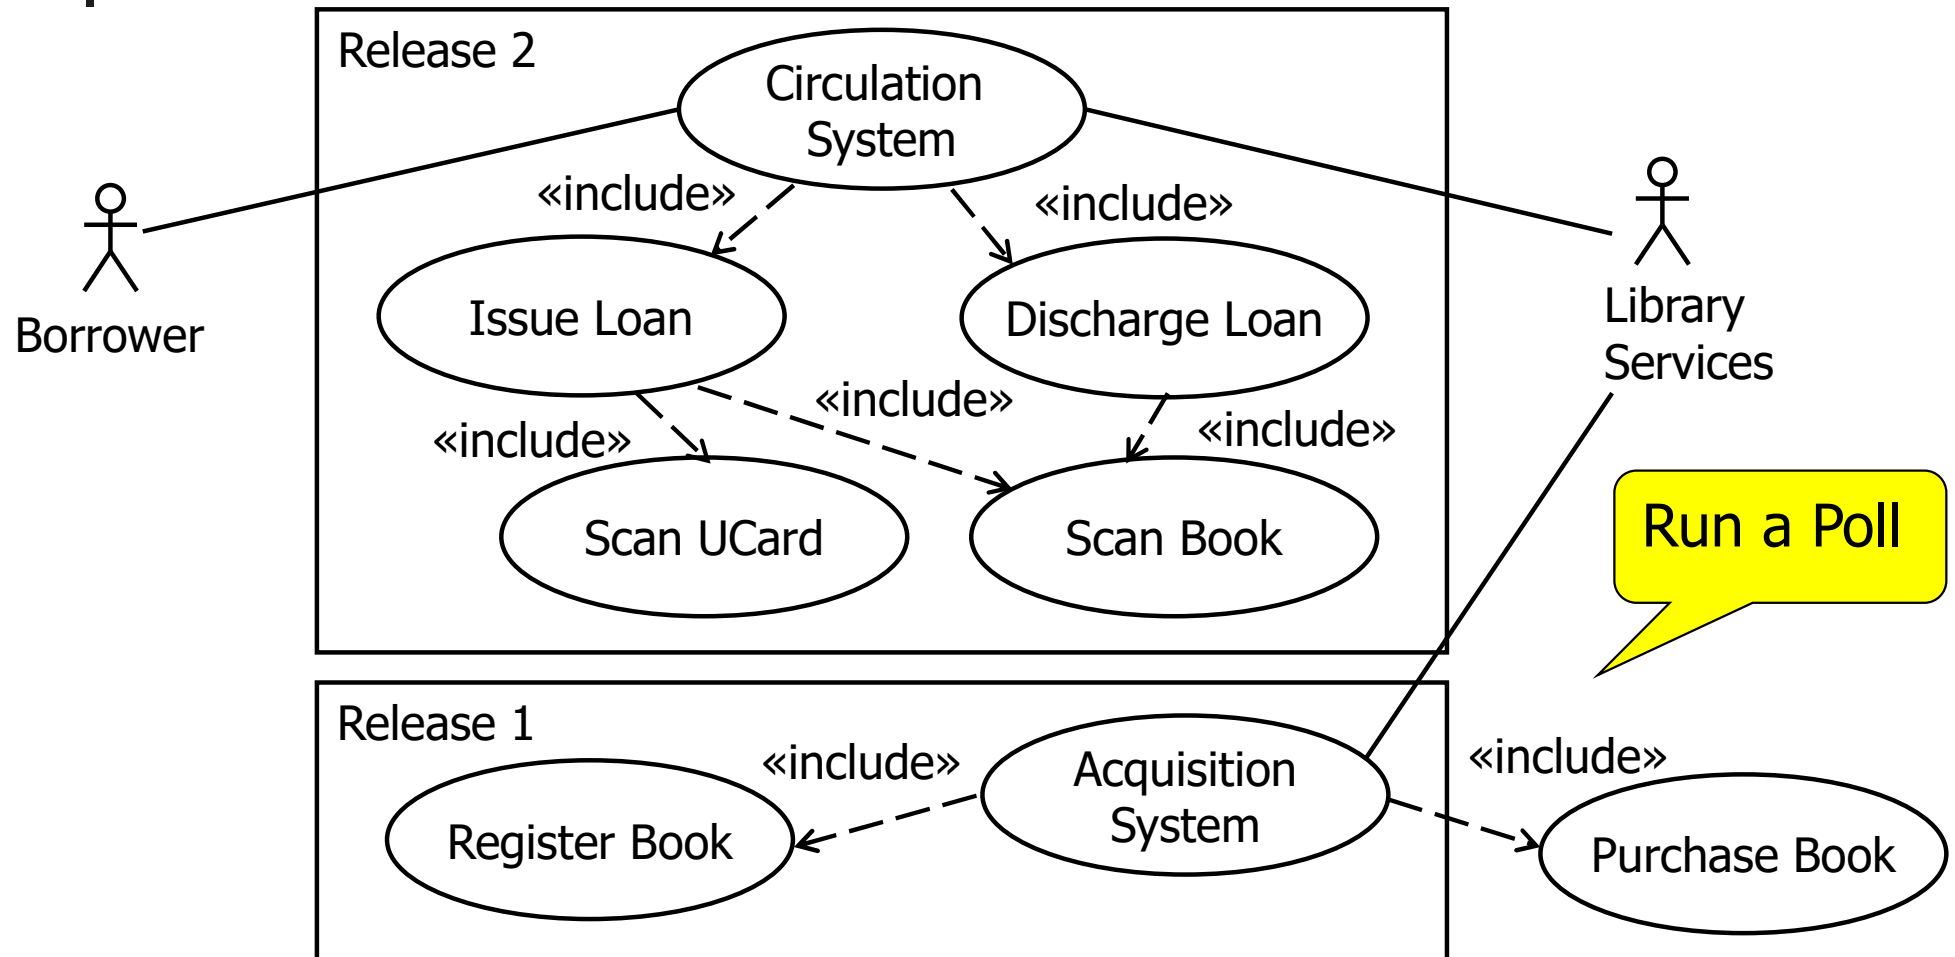 Release 2
Circulation
System
«include»
«include»
Borrower
Issue Loan
Discharge Loan
Library
Services
«include»
«include»
«include»
Scan UCard
Scan Book
Run a Poll
Release 1
«include»
Acquisition
System
«include»
Register Book
Purchase Book